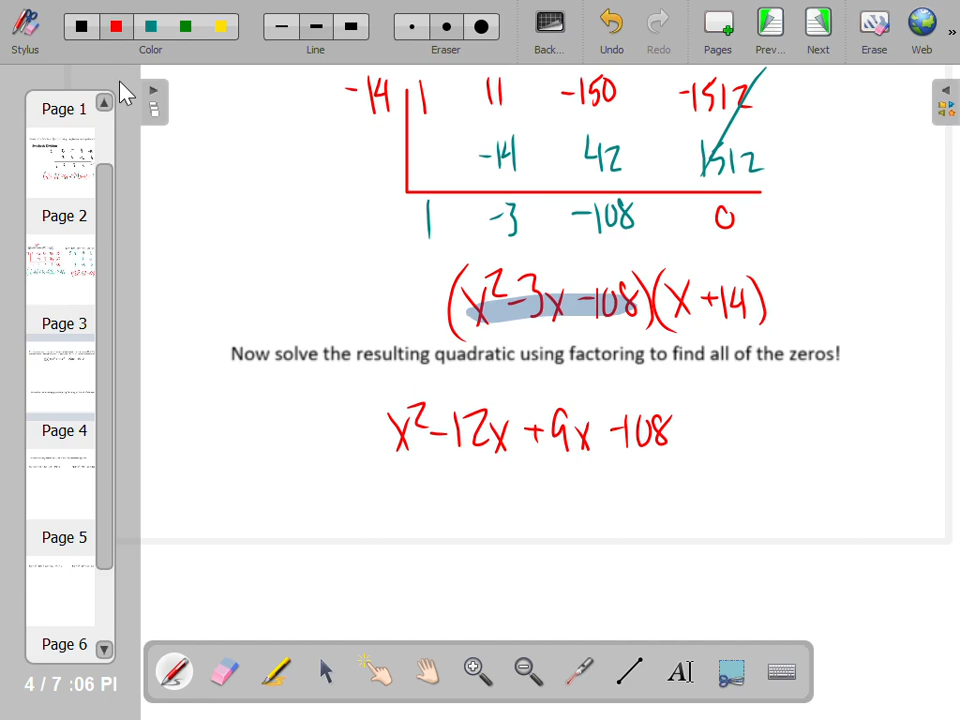 Stylus Color Line Eraser Back... Undo Redo Pages Prev... Next Erase Web »
Page 1
Page 2
Page 3
Page 4
Page 5
Page 6
4 / 7 :06 PI
-14 1 11 -150 -1512
-14 42 1512
1 -3 -108 0
(x²-3x-108)(x+14)
Now solve the resulting quadratic using factoring to find all of the zeros!
x²-12x+9x-108
AI